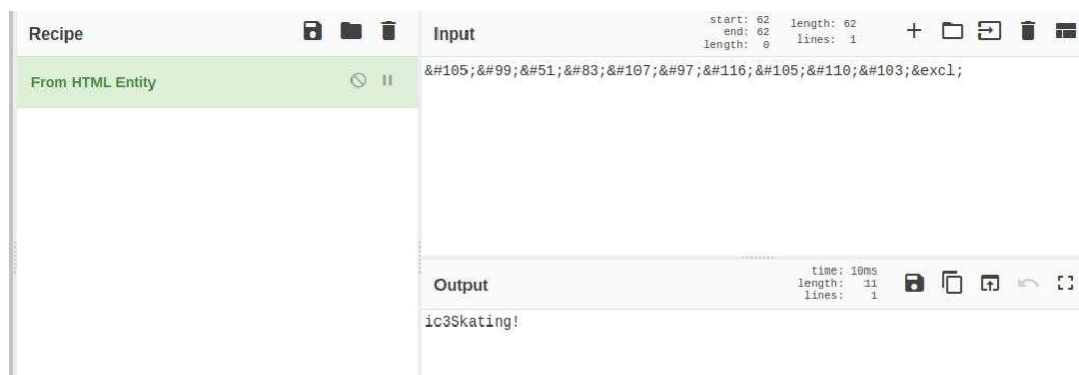 Recipe
From HTML Entity
Input
start: 62
end: 62
length: 0
length: 62
lines: 1
&#105;&#99;&#51;&#83;&#107;&#97;&#116;&#105;&#110;&#103;&excl;
Output
time: 10ms
length: 11
lines: 1
ic3Skating!